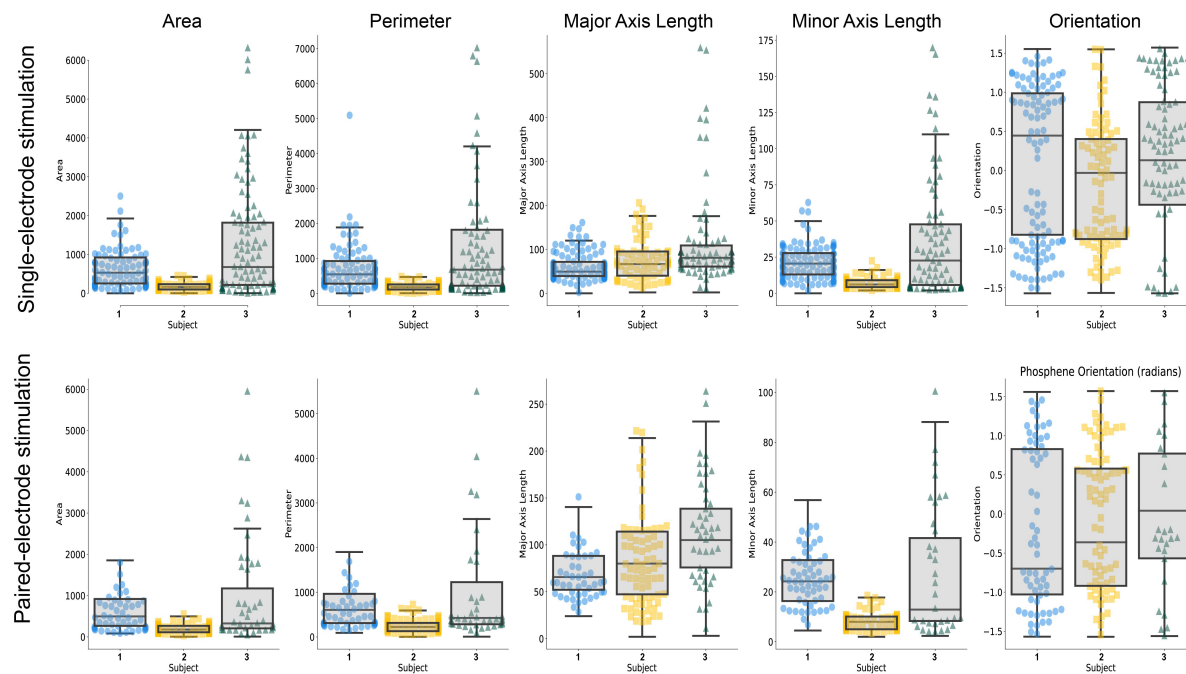 Area Perimeter Major Axis Length Minor Axis Length Orientation
Single-electrode stimulation
Area
6000
5000
4000
3000
2000
1000
0
1 2 3
Subject
Perimeter
7000
6000
5000
4000
3000
2000
1000
0
1 2 3
Subject
Major Axis Length
500
400
300
200
100
0
1 2 3
Subject
Minor Axis Length
175
150
125
100
75
50
25
0
1 2 3
Subject
Orientation
1.5
1.0
0.5
0.0
−0.5
−1.0
−1.5
1 2 3
Subject
Paired-electrode stimulation
Area
6000
5000
4000
3000
2000
1000
0
1 2 3
Subject
Perimeter
5000
4000
3000
2000
1000
0
1 2 3
Subject
Major Axis Length
250
200
150
100
50
0
1 2 3
Subject
Minor Axis Length
100
80
60
40
20
0
1 2 3
Subject
Phosphene Orientation (radians)
Orientation
1.5
1.0
0.5
0.0
−0.5
−1.0
−1.5
1 2 3
Subject